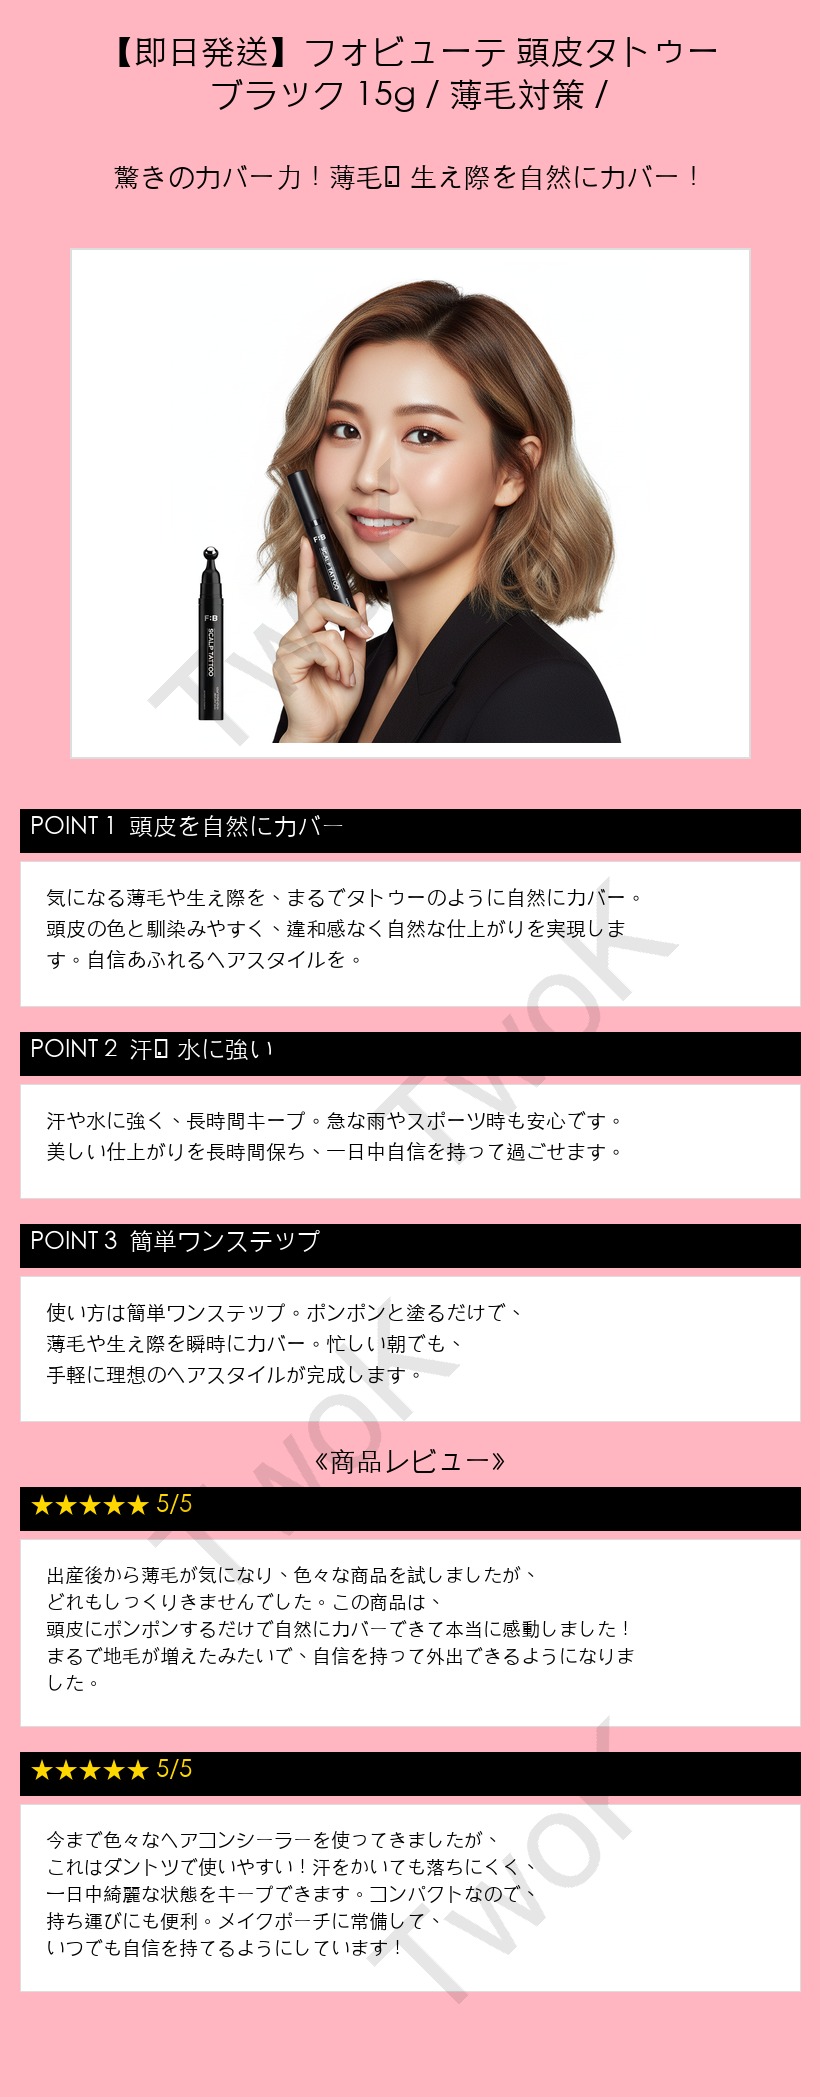 【即日発送】フォビューテ 頭皮タトゥー
ブラック 15g / 薄毛対策 /
驚きのカバー力！薄毛 生え際を自然にカバー！
F:B
SCALP TATTOO
F:B
SCALP TATTOO
POINT 1 頭皮を自然にカバー
気になる薄毛や生え際を、まるでタトゥーのように自然にカバー。
頭皮の色と馴染みやすく、違和感なく自然な仕上がりを実現しま
す。自信あふれるヘアスタイルを。
POINT 2 汗 水に強い
汗や水に強く、長時間キープ。急な雨やスポーツ時も安心です。
美しい仕上がりを長時間保ち、一日中自信を持って過ごせます。
POINT 3 簡単ワンステップ
使い方は簡単ワンステップ。ポンポンと塗るだけで、
薄毛や生え際を瞬時にカバー。忙しい朝でも、
手軽に理想のヘアスタイルが完成します。
《商品レビュー》
★★★★★ 5/5
出産後から薄毛が気になり、色々な商品を試しましたが、
どれもしっくりきませんでした。この商品は、
頭皮にポンポンするだけで自然にカバーできて本当に感動しました！
まるで地毛が増えたみたいで、自信を持って外出できるようになりま
した。
★★★★★ 5/5
今まで色々なヘアコンシーラーを使ってきましたが、
これはダントツで使いやすい！汗をかいても落ちにくく、
一日中綺麗な状態をキープできます。コンパクトなので、
持ち運びにも便利。メイクポーチに常備して、
いつでも自信を持てるようにしています！
TwoK
TwoK
TwoK
TwoK